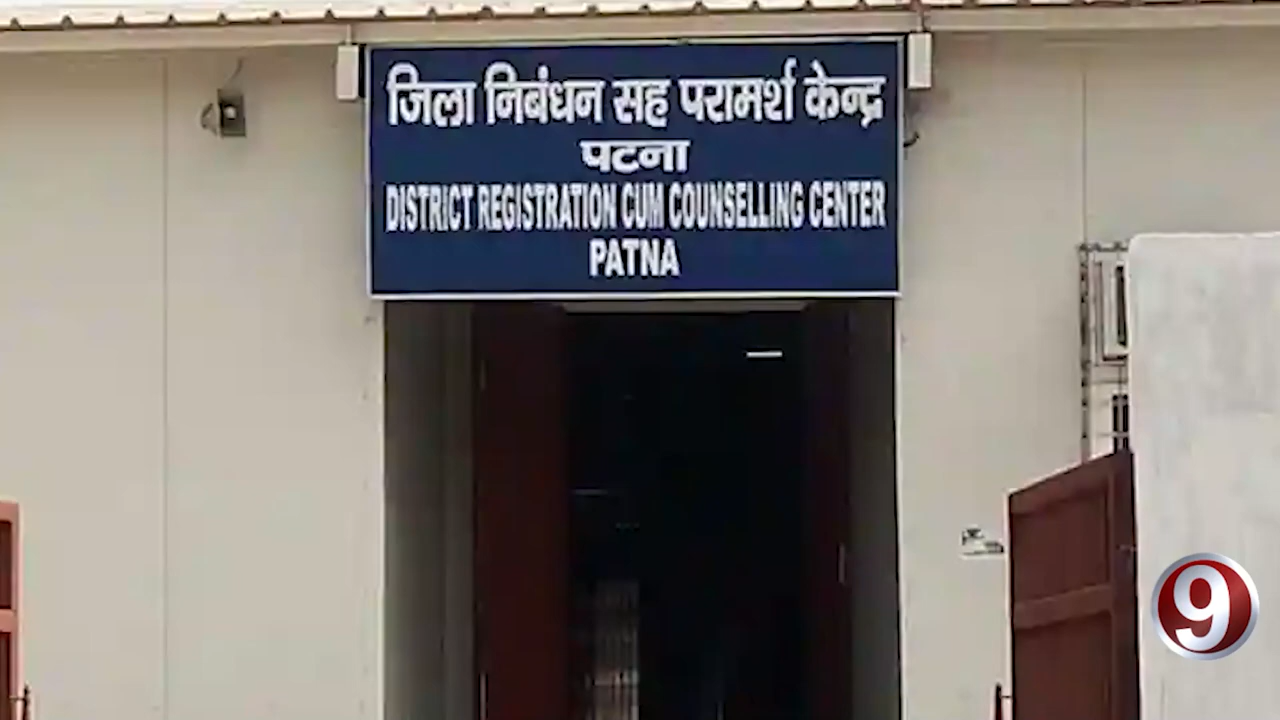 जिला निबंधन सह परामर्श केन्द्र
पटना
DISTRICT REGISTRATION CUM COUNSELLING CENTER
PATNA
9